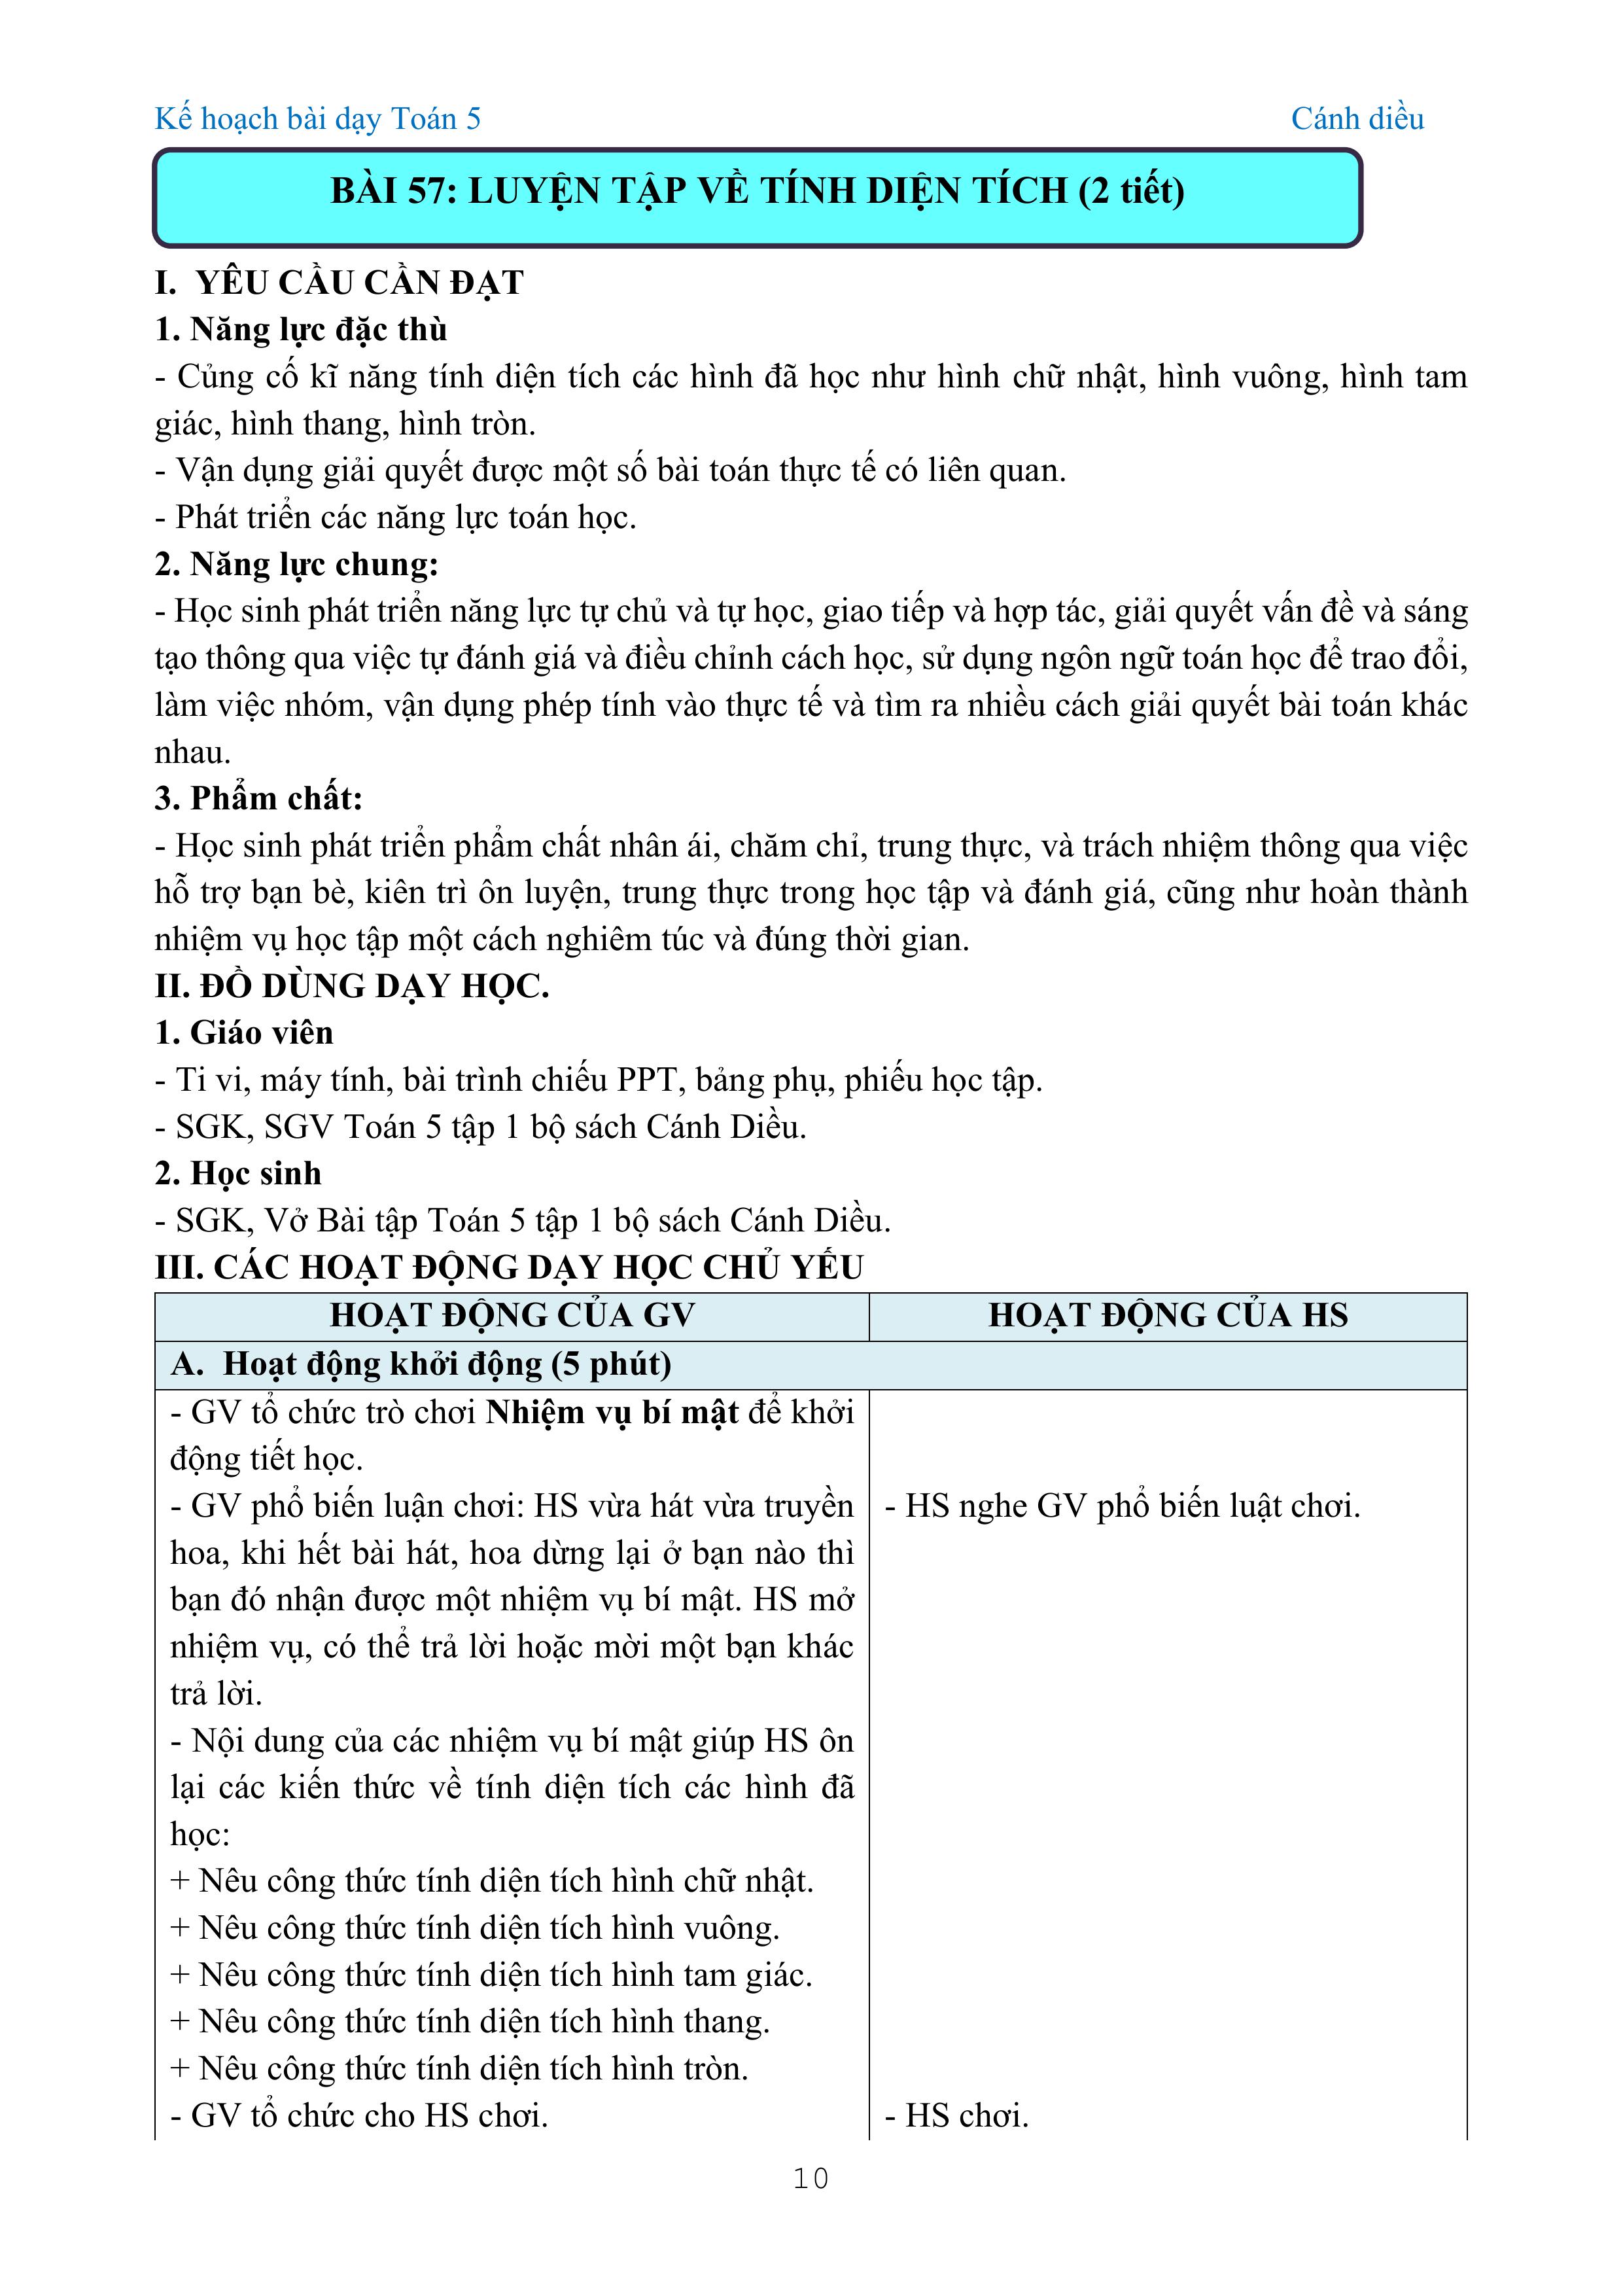 Kế hoạch bài dạy Toán 5 Cánh diều
BÀI 57: LUYỆN TẬP VỀ TÍNH DIỆN TÍCH (2 tiết)
I. YÊU CẦU CẦN ĐẠT
1. Năng lực đặc thù
- Củng cố kĩ năng tính diện tích các hình đã học như hình chữ nhật, hình vuông, hình tam
giác, hình thang, hình tròn.
- Vận dụng giải quyết được một số bài toán thực tế có liên quan.
- Phát triển các năng lực toán học.
2. Năng lực chung:
- Học sinh phát triển năng lực tự chủ và tự học, giao tiếp và hợp tác, giải quyết vấn đề và sáng
tạo thông qua việc tự đánh giá và điều chỉnh cách học, sử dụng ngôn ngữ toán học để trao đổi,
làm việc nhóm, vận dụng phép tính vào thực tế và tìm ra nhiều cách giải quyết bài toán khác
nhau.
3. Phẩm chất:
- Học sinh phát triển phẩm chất nhân ái, chăm chỉ, trung thực, và trách nhiệm thông qua việc
hỗ trợ bạn bè, kiên trì ôn luyện, trung thực trong học tập và đánh giá, cũng như hoàn thành
nhiệm vụ học tập một cách nghiêm túc và đúng thời gian.
II. ĐỒ DÙNG DẠY HỌC.
1. Giáo viên
- Ti vi, máy tính, bài trình chiếu PPT, bảng phụ, phiếu học tập.
- SGK, SGV Toán 5 tập 1 bộ sách Cánh Diều.
2. Học sinh
- SGK, Vở Bài tập Toán 5 tập 1 bộ sách Cánh Diều.
III. CÁC HOẠT ĐỘNG DẠY HỌC CHỦ YẾU
HOẠT ĐỘNG CỦA GV HOẠT ĐỘNG CỦA HS
A. Hoạt động khởi động (5 phút)
- GV tổ chức trò chơi Nhiệm vụ bí mật để khởi
động tiết học.
- GV phổ biến luận chơi: HS vừa hát vừa truyền
hoa, khi hết bài hát, hoa dừng lại ở bạn nào thì
bạn đó nhận được một nhiệm vụ bí mật. HS mở
nhiệm vụ, có thể trả lời hoặc mời một bạn khác
trả lời.
- Nội dung của các nhiệm vụ bí mật giúp HS ôn
lại các kiến thức về tính diện tích các hình đã
học:
+ Nêu công thức tính diện tích hình chữ nhật.
+ Nêu công thức tính diện tích hình vuông.
+ Nêu công thức tính diện tích hình tam giác.
+ Nêu công thức tính diện tích hình thang.
+ Nêu công thức tính diện tích hình tròn.
- GV tổ chức cho HS chơi.
- HS nghe GV phổ biến luật chơi.
- HS chơi.
10